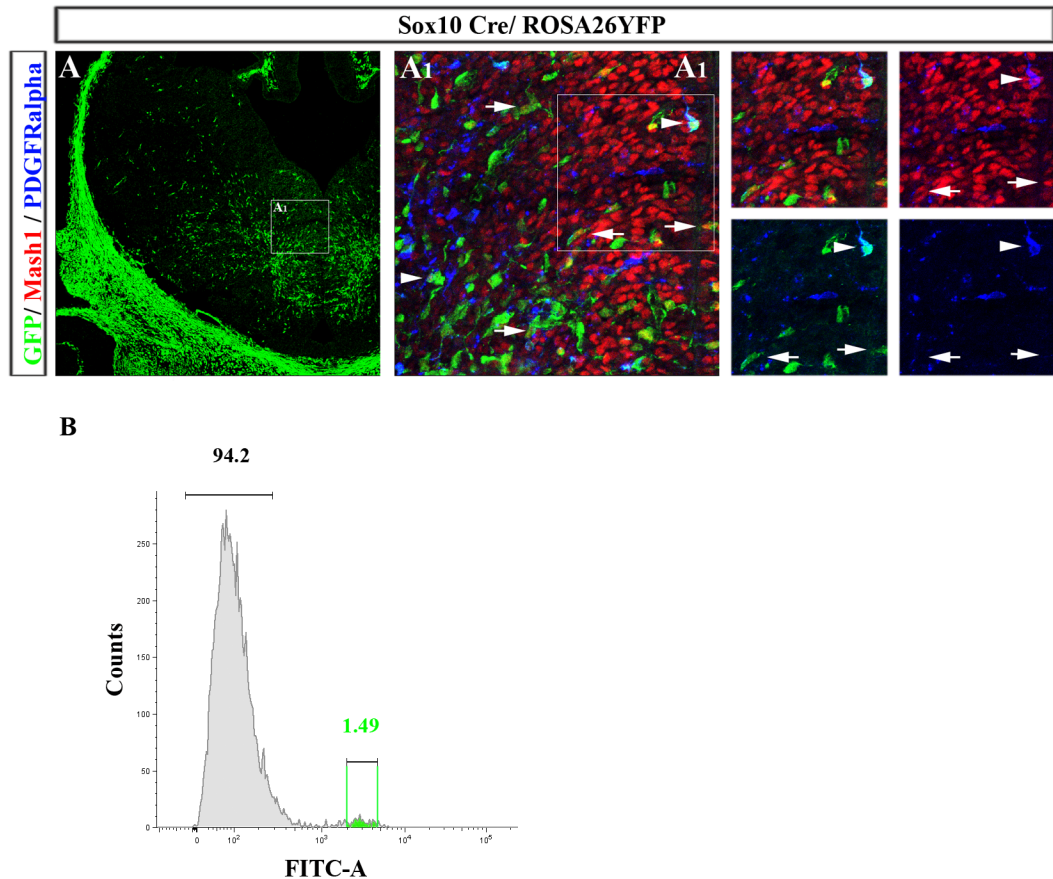 Sox10 Cre/ ROSA26YFP
GFP/ Mash1 / PDGFRalpha
A
A1
A1
A1
B
94.2
1.49
Counts
250
200
150
100
50
0
0
10²
10³
10⁴
10⁵
FITC-A